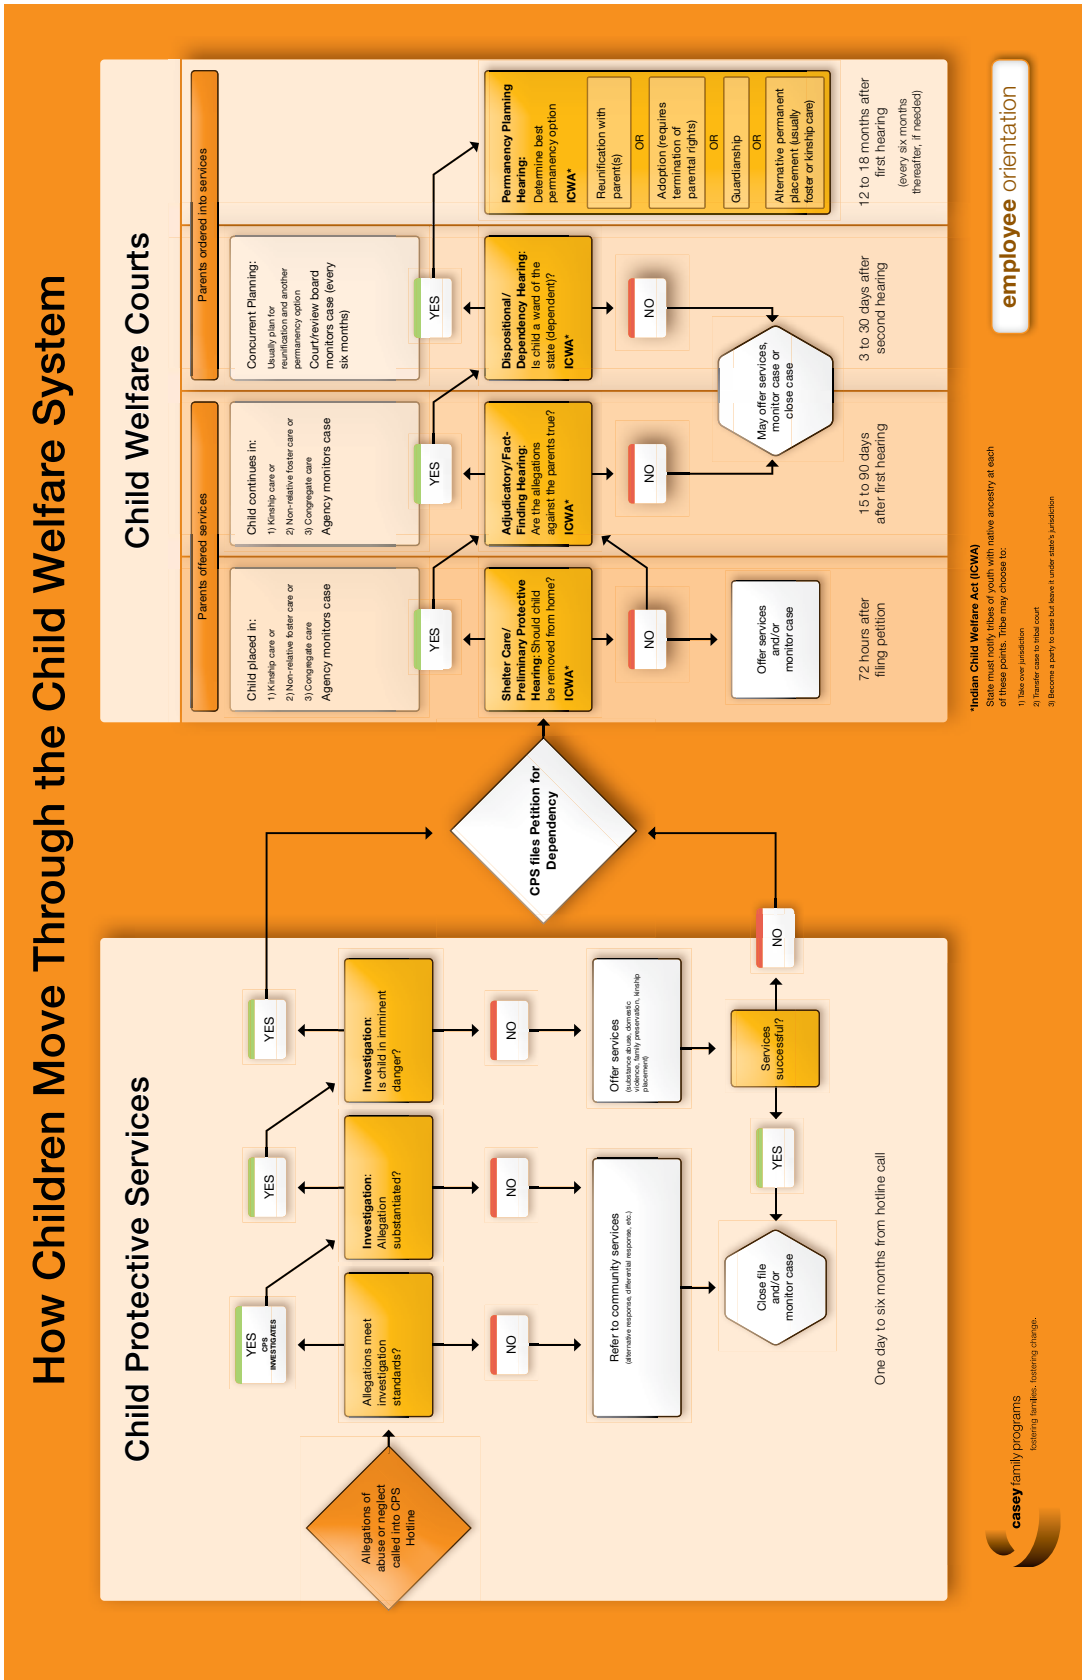 How Children Move Through the Child Welfare System
Child Protective Services
Allegations of
abuse or neglect
called into CPS
Hotline
Allegations meet
investigation
standards?
YES
CPS
INVESTIGATES
NO
Investigation:
Allegation
substantiated?
YES
NO
Investigation:
Is child in imminent
danger?
YES
NO
Refer to community services
(alternative response, differential response, etc.)
Offer services
(substance abuse, domestic
violence, family preservation, kinship
placement)
Close file
and/or
monitor case
YES
Services
successful?
NO
One day to six months from hotline call
CPS files Petition for
Dependency
Child Welfare Courts
Parents offered services
Parents ordered into services
Child placed in:
1) Kinship care or
2) Non-relative foster care or
3) Congregate care
Agency monitors case
YES
Shelter Care/
Preliminary Protective
Hearing: Should child
be removed from home?
ICWA*
NO
Offer services
and/or
monitor case
72 hours after
filing petition
Child continues in:
1) Kinship care or
2) Non-relative foster care or
3) Congregate care
Agency monitors case
YES
Adjudicatory/Fact-
Finding Hearing:
Are the allegations
against the parents true?
ICWA*
NO
15 to 90 days
after first hearing
Concurrent Planning:
Usually plan for
reunification and another
permanency option
Court/review board
monitors case (every
six months)
YES
Dispositional/
Dependency Hearing:
Is child a ward of the
state (dependent)?
ICWA*
NO
May offer services,
monitor case or
close case
3 to 30 days after
second hearing
Permanency Planning
Hearing:
Determine best
permanency option
ICWA*
Reunification with
parent(s)
OR
Adoption (requires
termination of
parental rights)
OR
Guardianship
OR
Alternative permanent
placement (usually
foster or kinship care)
12 to 18 months after
first hearing
(every six months
thereafter, if needed)
*Indian Child Welfare Act (ICWA)
State must notify tribes of youth with native ancestry at each
of these points. Tribe may choose to:
1) Take over jurisdiction
2) Transfer case to tribal court
3) Become a party to case but leave it under state's jurisdiction
casey family programs
fostering families. fostering change.
employee orientation